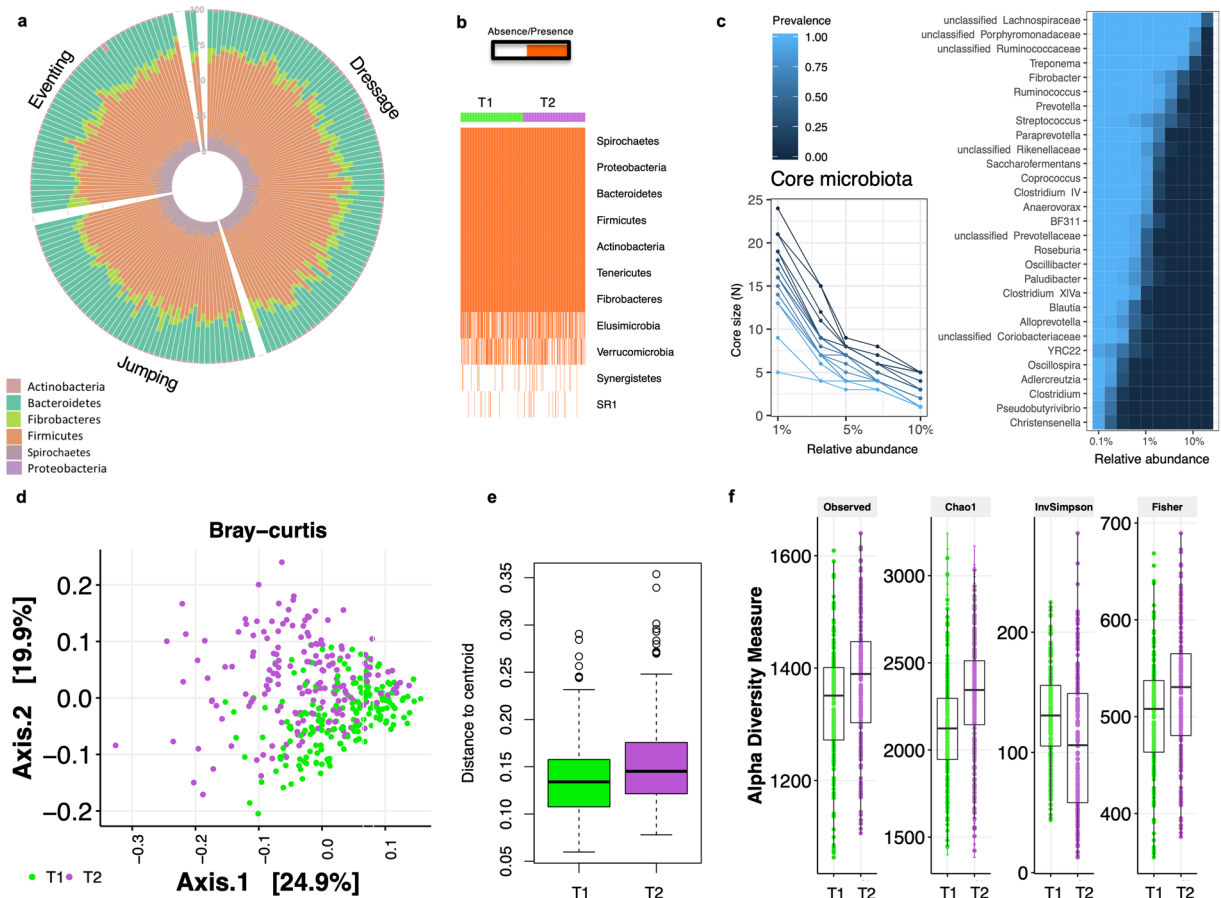 a
Eventing
Dressage
Jumping
100
75
Actinobacteria
Bacteroidetes
Fibrobacteres
Firmicutes
Spirochaetes
Proteobacteria
b
Absence/Presence
T1 T2
Spirochaetes
Proteobacteria
Bacteroidetes
Firmicutes
Actinobacteria
Tenericutes
Fibrobacteres
Elusimicrobia
Verrucomicrobia
Synergistetes
SR1
c
Prevalence
1.00
0.75
0.50
0.25
0.00
Core microbiota
Core size (N)
25
20
15
10
5
0
1% 5% 10%
Relative abundance
unclassified Lachnospiraceae
unclassified Porphyromonadaceae
unclassified Ruminococcaceae
Treponema
Fibrobacter
Ruminococcus
Prevotella
Streptococcus
Paraprevotella
unclassified Rikenellaceae
Saccharofermentans
Coprococcus
Clostridium IV
Anaerovorax
BF311
unclassified Prevotellaceae
Roseburia
Oscillibacter
Paludibacter
Clostridium XIVa
Blautia
Alloprevotella
unclassified Coriobacteriaceae
YRC22
Oscillospira
Adlercreutzia
Clostridium
Pseudobutyrivibrio
Christensenella
0.1% 1% 10%
Relative abundance
d
Bray−curtis
Axis.2 [19.9%]
0.2
0.1
0.0
−0.1
−0.2
−0.3 −0.2 −0.1 0.0 0.1
T1 T2
Axis.1 [24.9%]
e
Distance to centroid
0.35
0.30
0.25
0.20
0.15
0.10
0.05
T1 T2
f
Alpha Diversity Measure
Observed
1600
1400
1200
T1 T2
Chao1
3000
2500
2000
1500
T1 T2
InvSimpson
200
100
0
T1 T2
Fisher
700
600
500
400
T1 T2